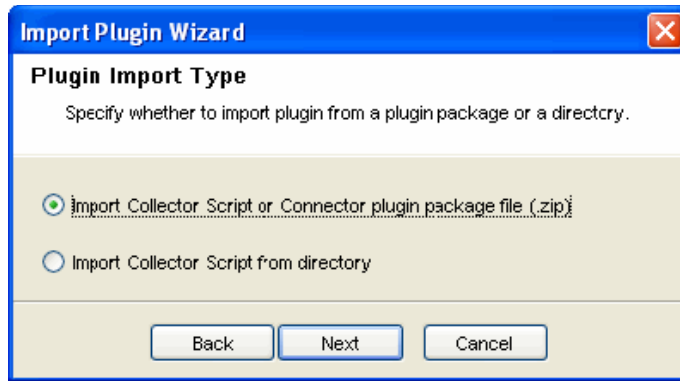 Import Plugin Wizard
Plugin Import Type
Specify whether to import plugin from a plugin package or a directory.
Import Collector Script or Connector plugin package file (.zip)
Import Collector Script from directory
Back Next Cancel